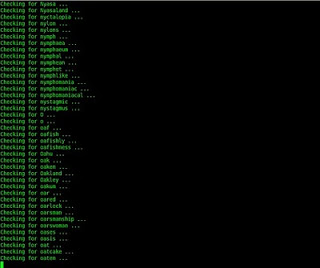 Checking for Nyasa ...
Checking for Nyasaland ...
Checking for nyctalopia ...
Checking for nylon ...
Checking for nylons ...
Checking for nymph ...
Checking for nymphaea ...
Checking for nymphaeum ...
Checking for nymphal ...
Checking for nymphean ...
Checking for nymphet ...
Checking for nymphlike ...
Checking for nymphomania ...
Checking for nymphomaniac ...
Checking for nymphomaniacal ...
Checking for nystagmic ...
Checking for nystagmus ...
Checking for O ...
Checking for o ...
Checking for oaf ...
Checking for oafish ...
Checking for oafishly ...
Checking for oafishness ...
Checking for Oahu ...
Checking for oak ...
Checking for oaken ...
Checking for Oakland ...
Checking for Oakley ...
Checking for oakum ...
Checking for oar ...
Checking for oared ...
Checking for oarlock ...
Checking for oarsman ...
Checking for oarsmanship ...
Checking for oarswoman ...
Checking for oases ...
Checking for oasis ...
Checking for oat ...
Checking for oatcake ...
Checking for oaten ...